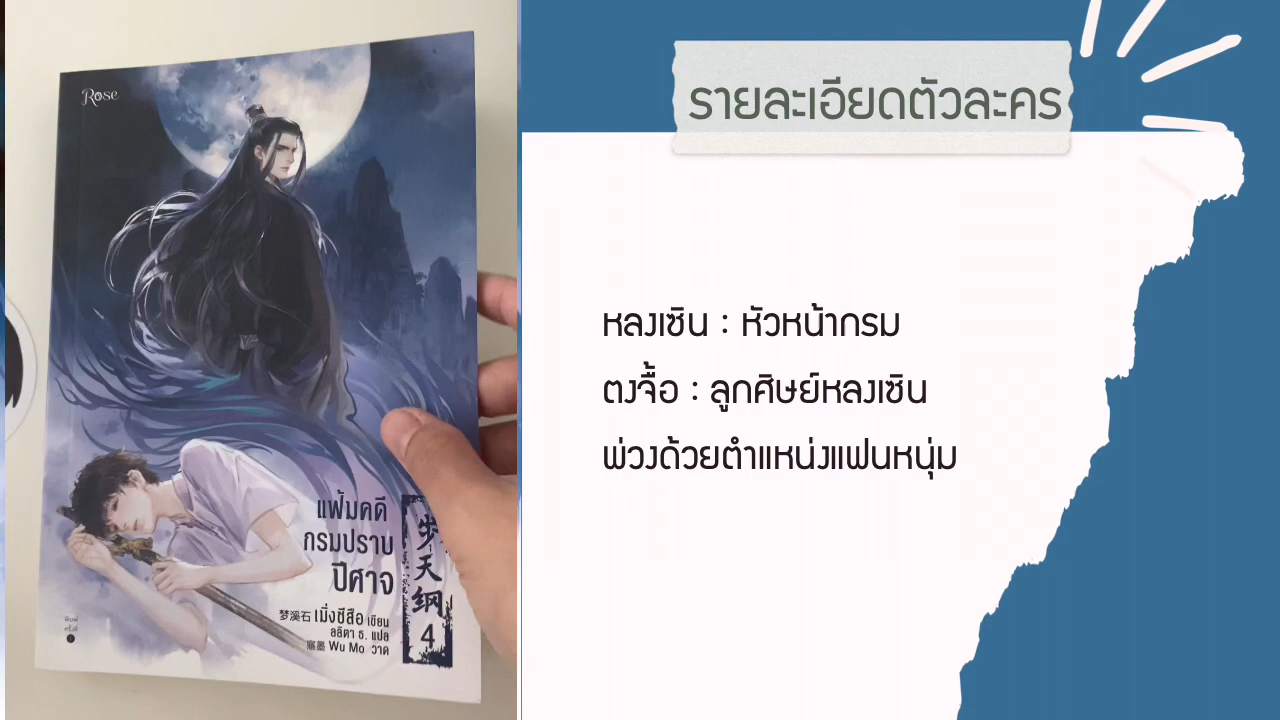 Rose
แฟ้มคดี
กรมปราบ
ปีศาจ
梦溪石 เมิ่งซีสือ เขียน
ลลิตา ธ. แปล
Wu Mo วาด
步天纲
4
รายละเอียดตัวละคร
หลงเซิน : หัวหน้ากรม
ตงจื้อ : ลูกศิษย์หลงเซิน
พ่วงด้วยตำแหน่งแฟนหนุ่ม